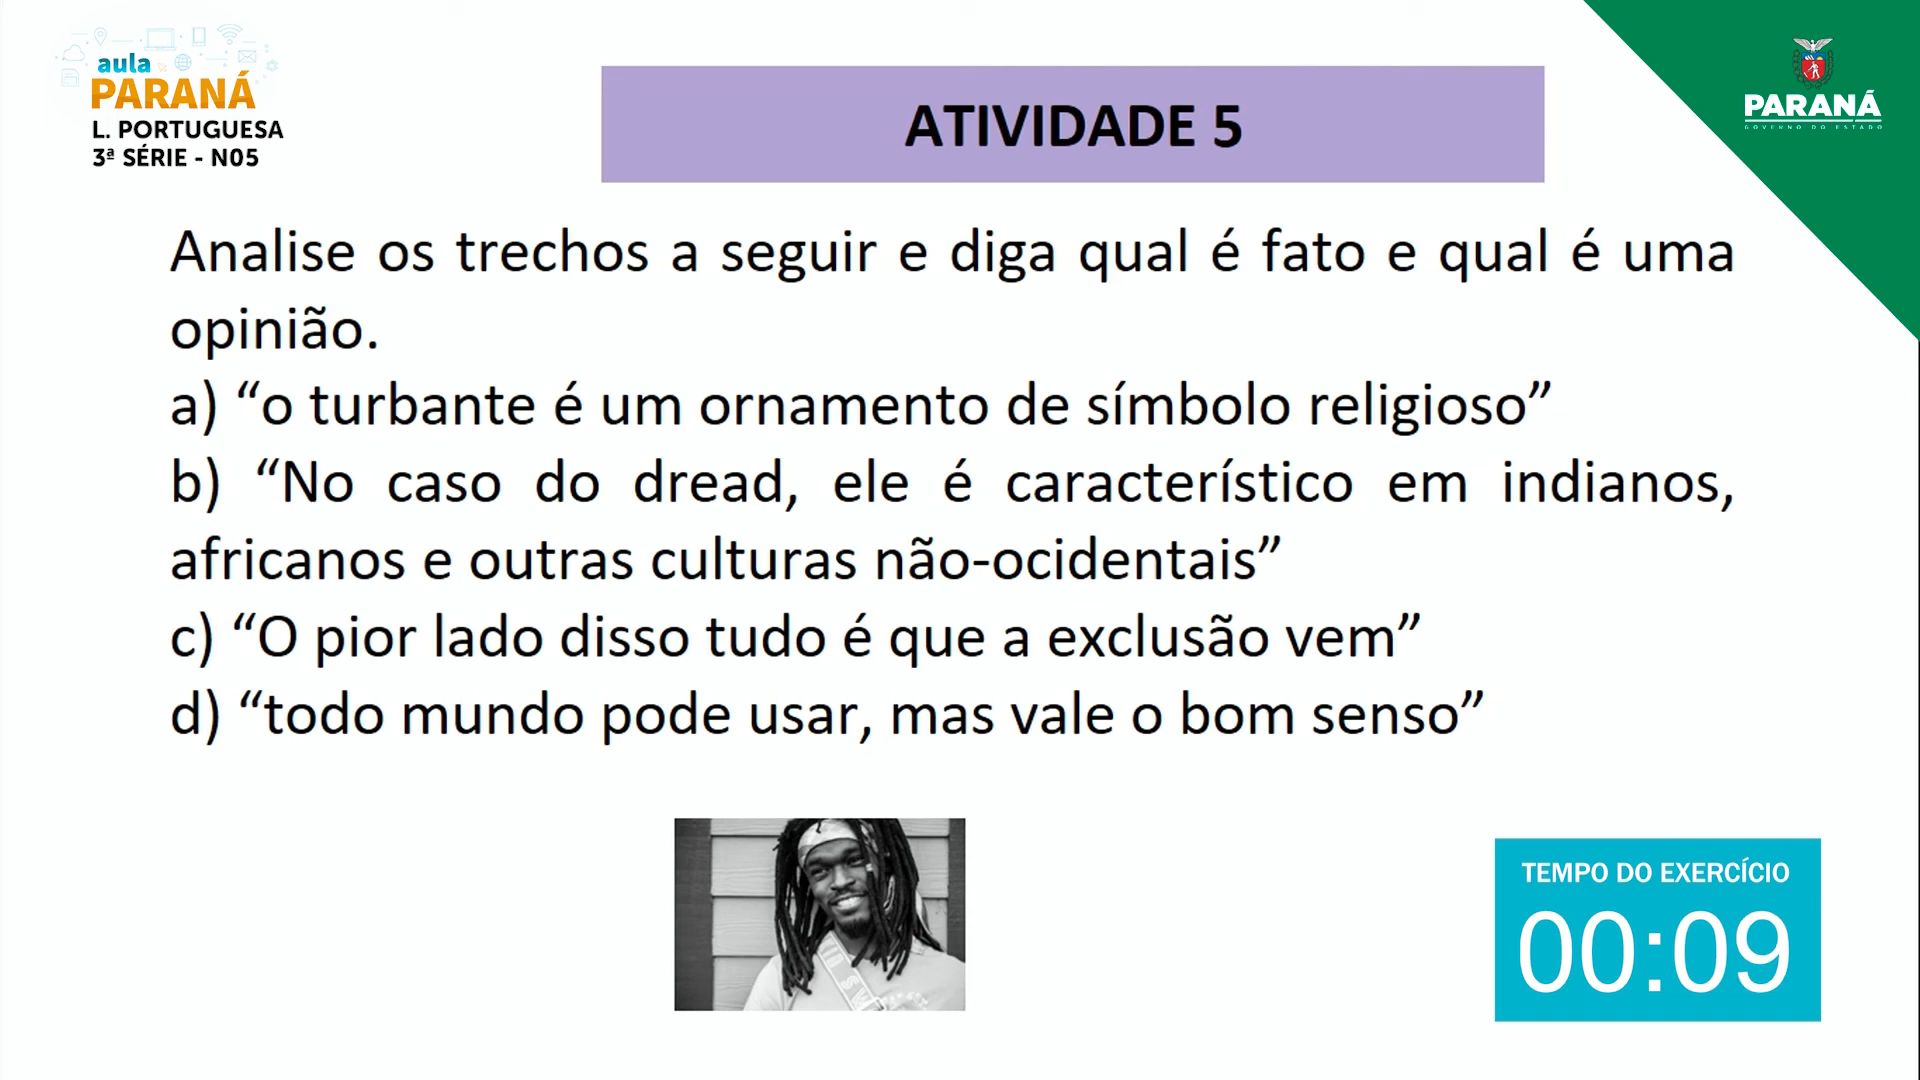 aula
PARANÁ
L. PORTUGUESA
3ª SÉRIE - N05
PARANÁ
GOVERNO DO ESTADO
ATIVIDADE 5
Analise os trechos a seguir e diga qual é fato e qual é uma
opinião.
a) “o turbante é um ornamento de símbolo religioso”
b) “No caso do dread, ele é característico em indianos,
africanos e outras culturas não-ocidentais”
c) “O pior lado disso tudo é que a exclusão vem”
d) “todo mundo pode usar, mas vale o bom senso”
TEMPO DO EXERCÍCIO
00:09